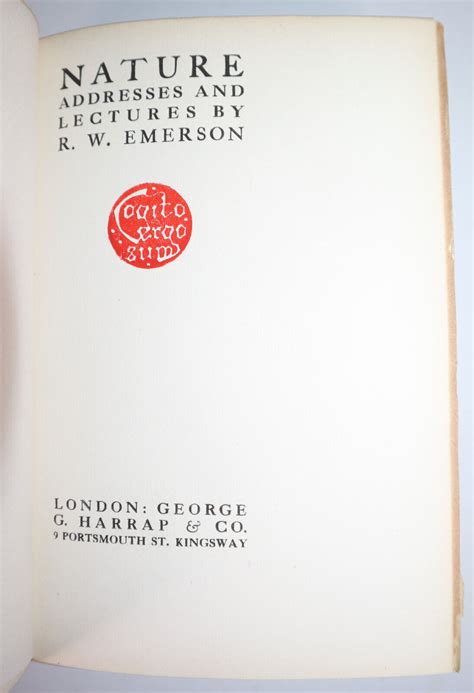 NATURE
ADDRESSES AND
LECTURES BY
R. W. EMERSON
Cogito
ergo
sum
LONDON: GEORGE
G. HARRAP & CO.
9 PORTSMOUTH ST. KINGSWAY